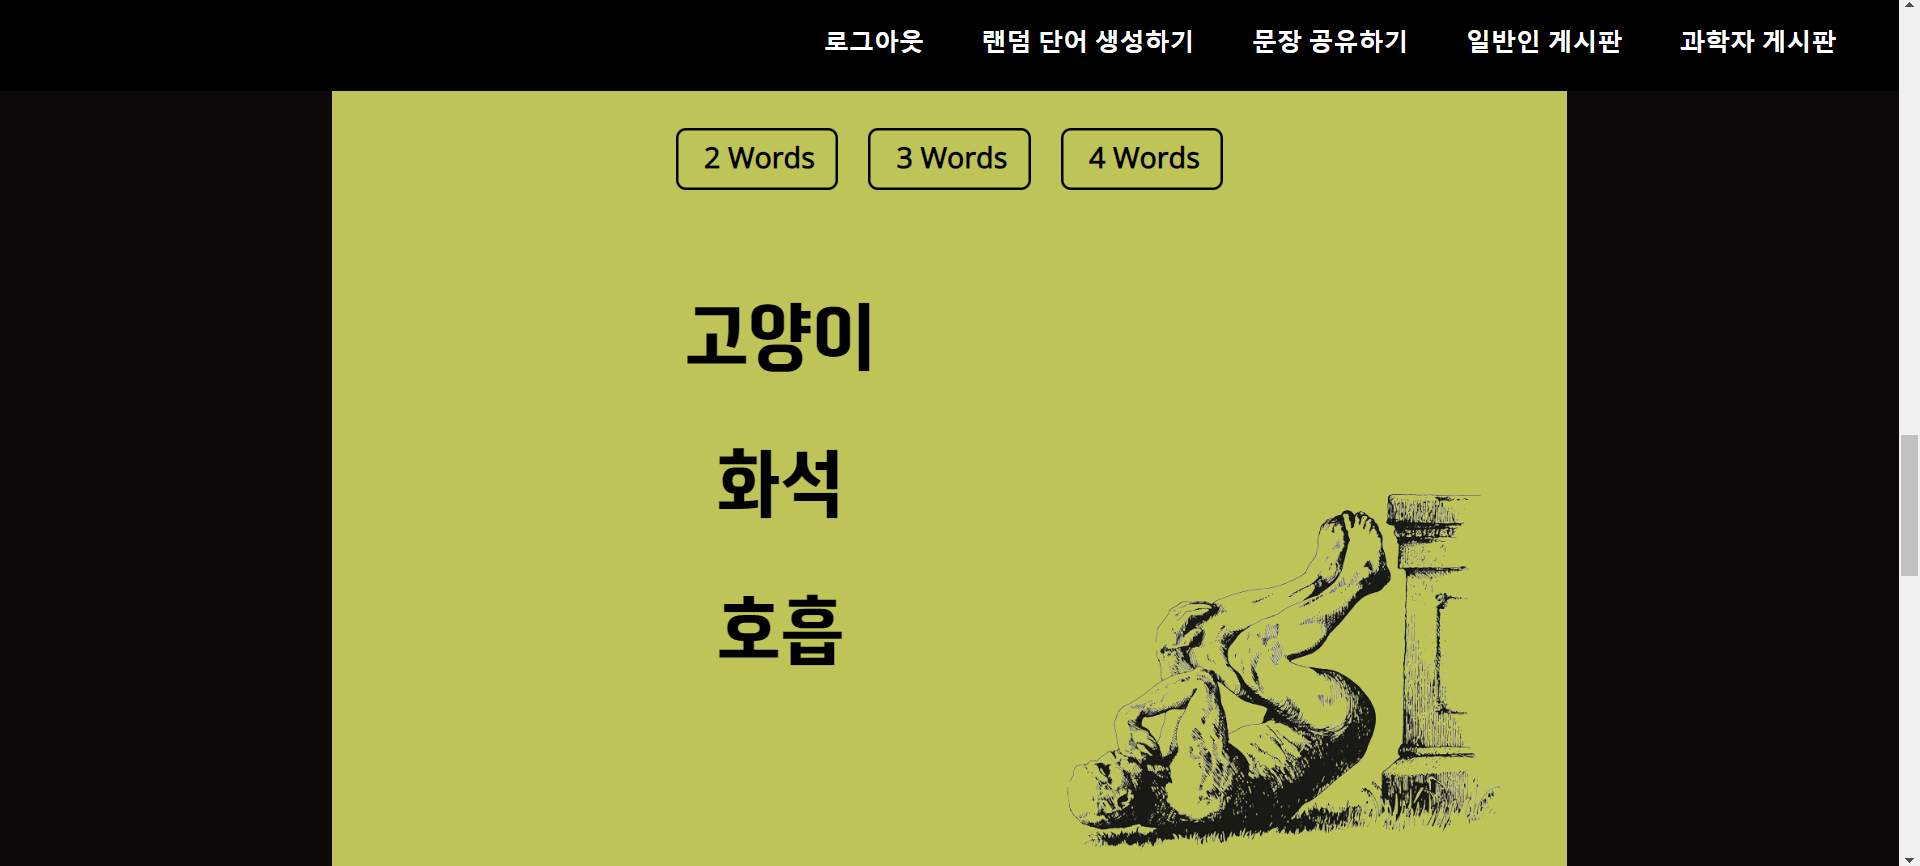 로그아웃 랜덤 단어 생성하기 문장 공유하기 일반인 게시판 과학자 게시판
2 Words 3 Words 4 Words
고양이
화석
호흡